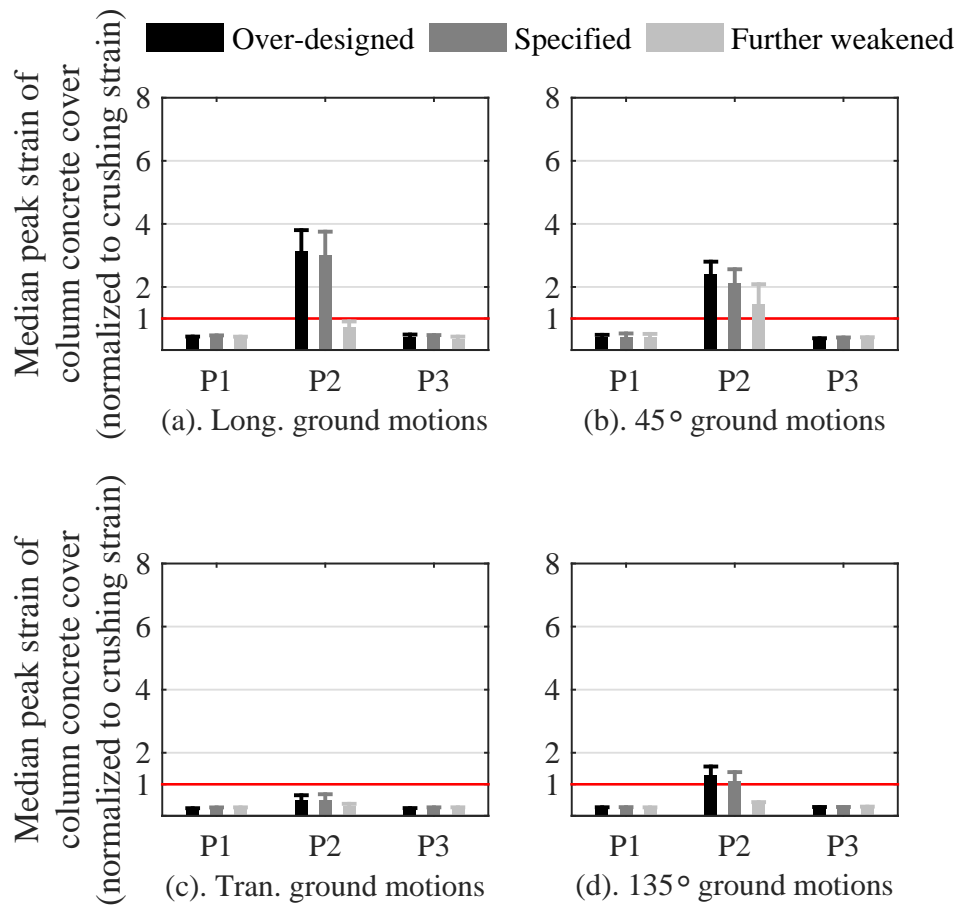 Over-designed Specified Further weakened
Median peak strain of
column concrete cover
(normalized to crushing strain)
8
6
4
2
1
P1 P2 P3
(a). Long. ground motions
8
6
4
2
1
P1 P2 P3
(b). 45° ground motions
Median peak strain of
column concrete cover
(normalized to crushing strain)
8
6
4
2
1
P1 P2 P3
(c). Tran. ground motions
8
6
4
2
1
P1 P2 P3
(d). 135° ground motions